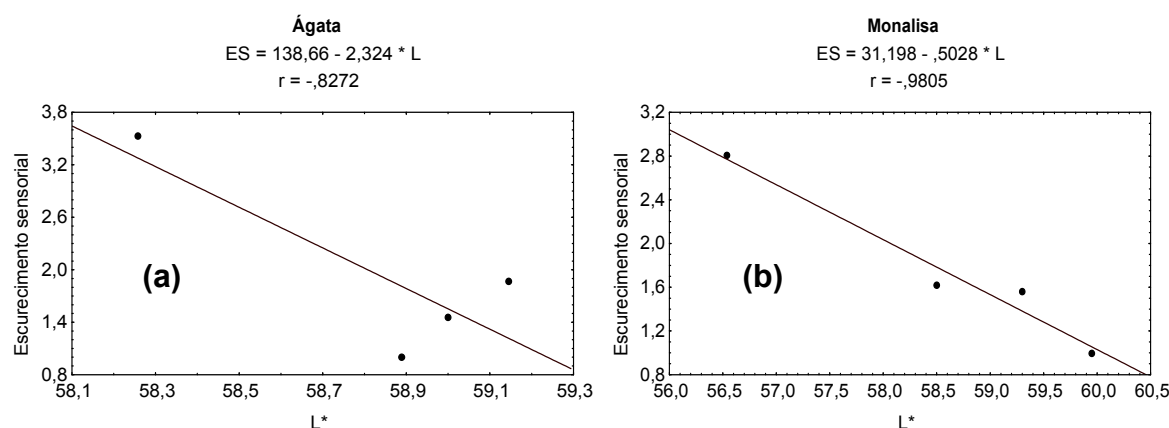 Ágata
ES = 138,66 - 2,324 * L
r = -,8272
Escurecimento sensorial
3,8
3,2
2,6
2,0
1,4
0,8
(a)
58,1 58,3 58,5 58,7 58,9 59,1 59,3
L*
Monalisa
ES = 31,198 - ,5028 * L
r = -,9805
Escurecimento sensorial
3,2
2,8
2,4
2,0
1,6
1,2
0,8
(b)
56,0 56,5 57,0 57,5 58,0 58,5 59,0 59,5 60,0 60,5
L*